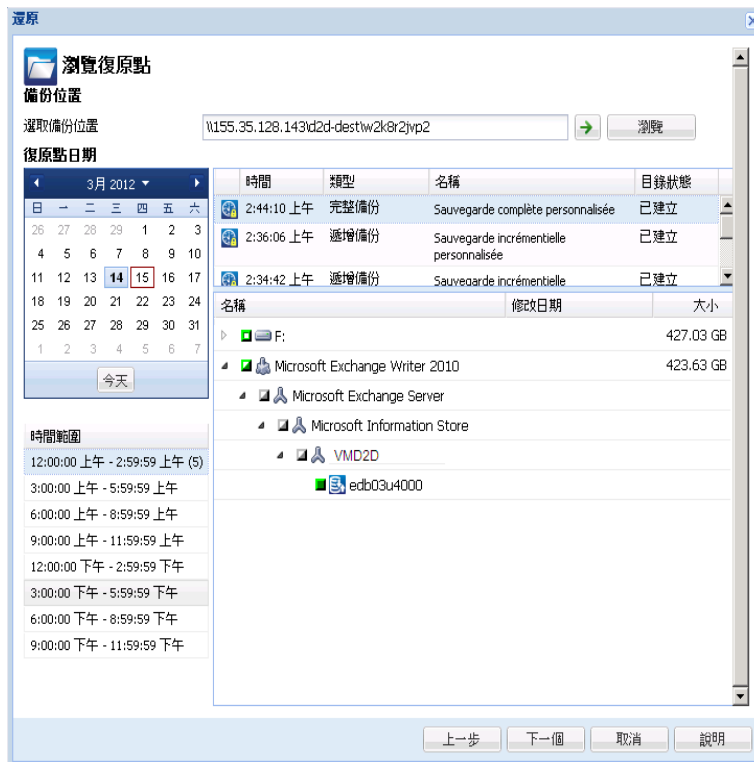 還原
瀏覽復原點
備份位置
選取備份位置 \\155.35.128.143\d2d-dest\w2k8r2jvp2 瀏覽
復原點日期
3月 2012
日 一 二 三 四 五 六
26 27 28 29 1 2 3
4 5 6 7 8 9 10
11 12 13 14 15 16 17
18 19 20 21 22 23 24
25 26 27 28 29 30 31
1 2 3 4 5 6 7
今天
時間 類型 名稱 目錄狀態
2:44:10 上午 完整備份 Sauvegarde complète personnalisée 已建立
2:36:06 上午 遞增備份 Sauvegarde incrémentielle personnalisée 已建立
2:34:42 上午 遞增備份 Sauvegarde incrémentielle 已建立
名稱 修改日期 大小
F: 427.03 GB
Microsoft Exchange Writer 2010 423.63 GB
Microsoft Exchange Server
Microsoft Information Store
VMD2D
edb03u4000
時間範圍
12:00:00 上午 - 2:59:59 上午 (5)
3:00:00 上午 - 5:59:59 上午
6:00:00 上午 - 8:59:59 上午
9:00:00 上午 - 11:59:59 上午
12:00:00 下午 - 2:59:59 下午
3:00:00 下午 - 5:59:59 下午
6:00:00 下午 - 8:59:59 下午
9:00:00 下午 - 11:59:59 下午
上一步 下一個 取消 說明